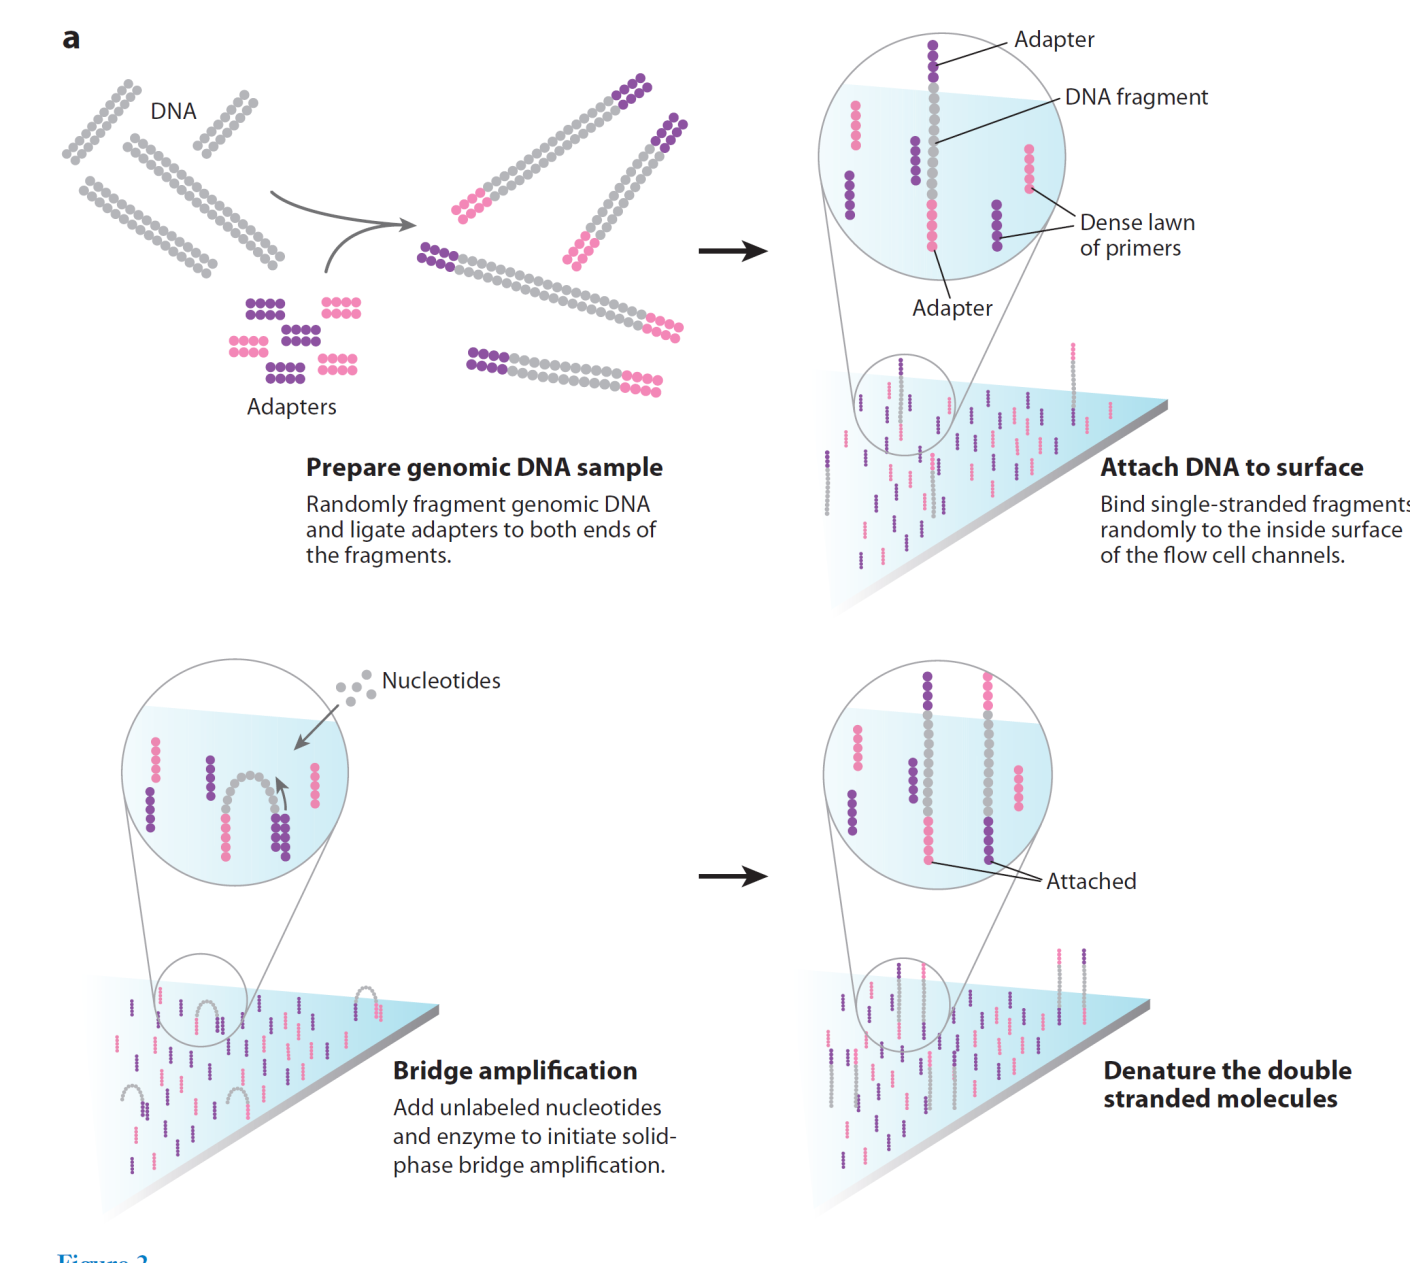 a
DNA
Adapters
Prepare genomic DNA sample
Randomly fragment genomic DNA
and ligate adapters to both ends of
the fragments.
Adapter
DNA fragment
Dense lawn
of primers
Adapter
Attach DNA to surface
Bind single-stranded fragments
randomly to the inside surface
of the flow cell channels.
Nucleotides
Bridge amplification
Add unlabeled nucleotides
and enzyme to initiate solid-
phase bridge amplification.
Attached
Denature the double
stranded molecules